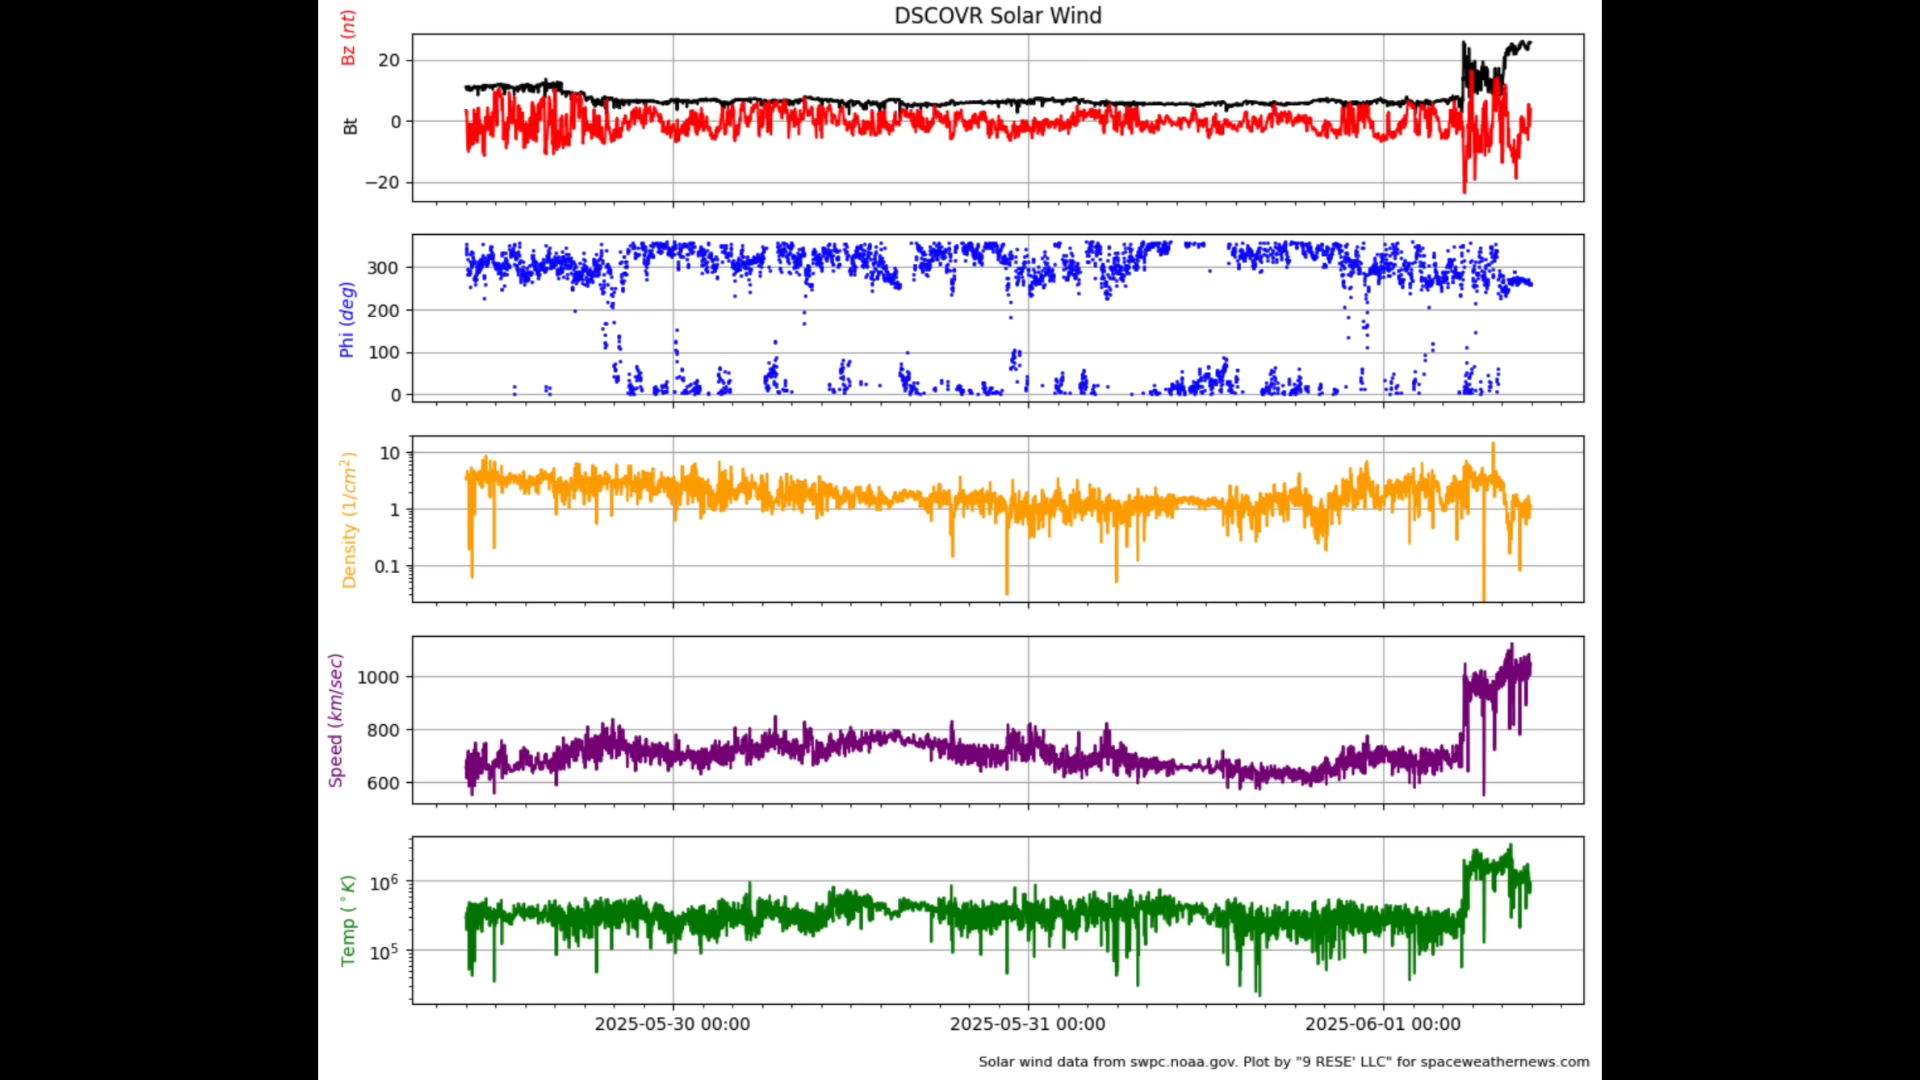 DSCOVR Solar Wind
Bz (nt)
Bt
20
0
−20
Phi (deg)
300
200
100
0
Density (1/cm²)
10
1
0.1
Speed (km/sec)
1000
800
600
Temp (°K)
10⁶
10⁵
2025-05-30 00:00
2025-05-31 00:00
2025-06-01 00:00
Solar wind data from swpc.noaa.gov. Plot by "9 RESE' LLC" for spaceweathernews.com